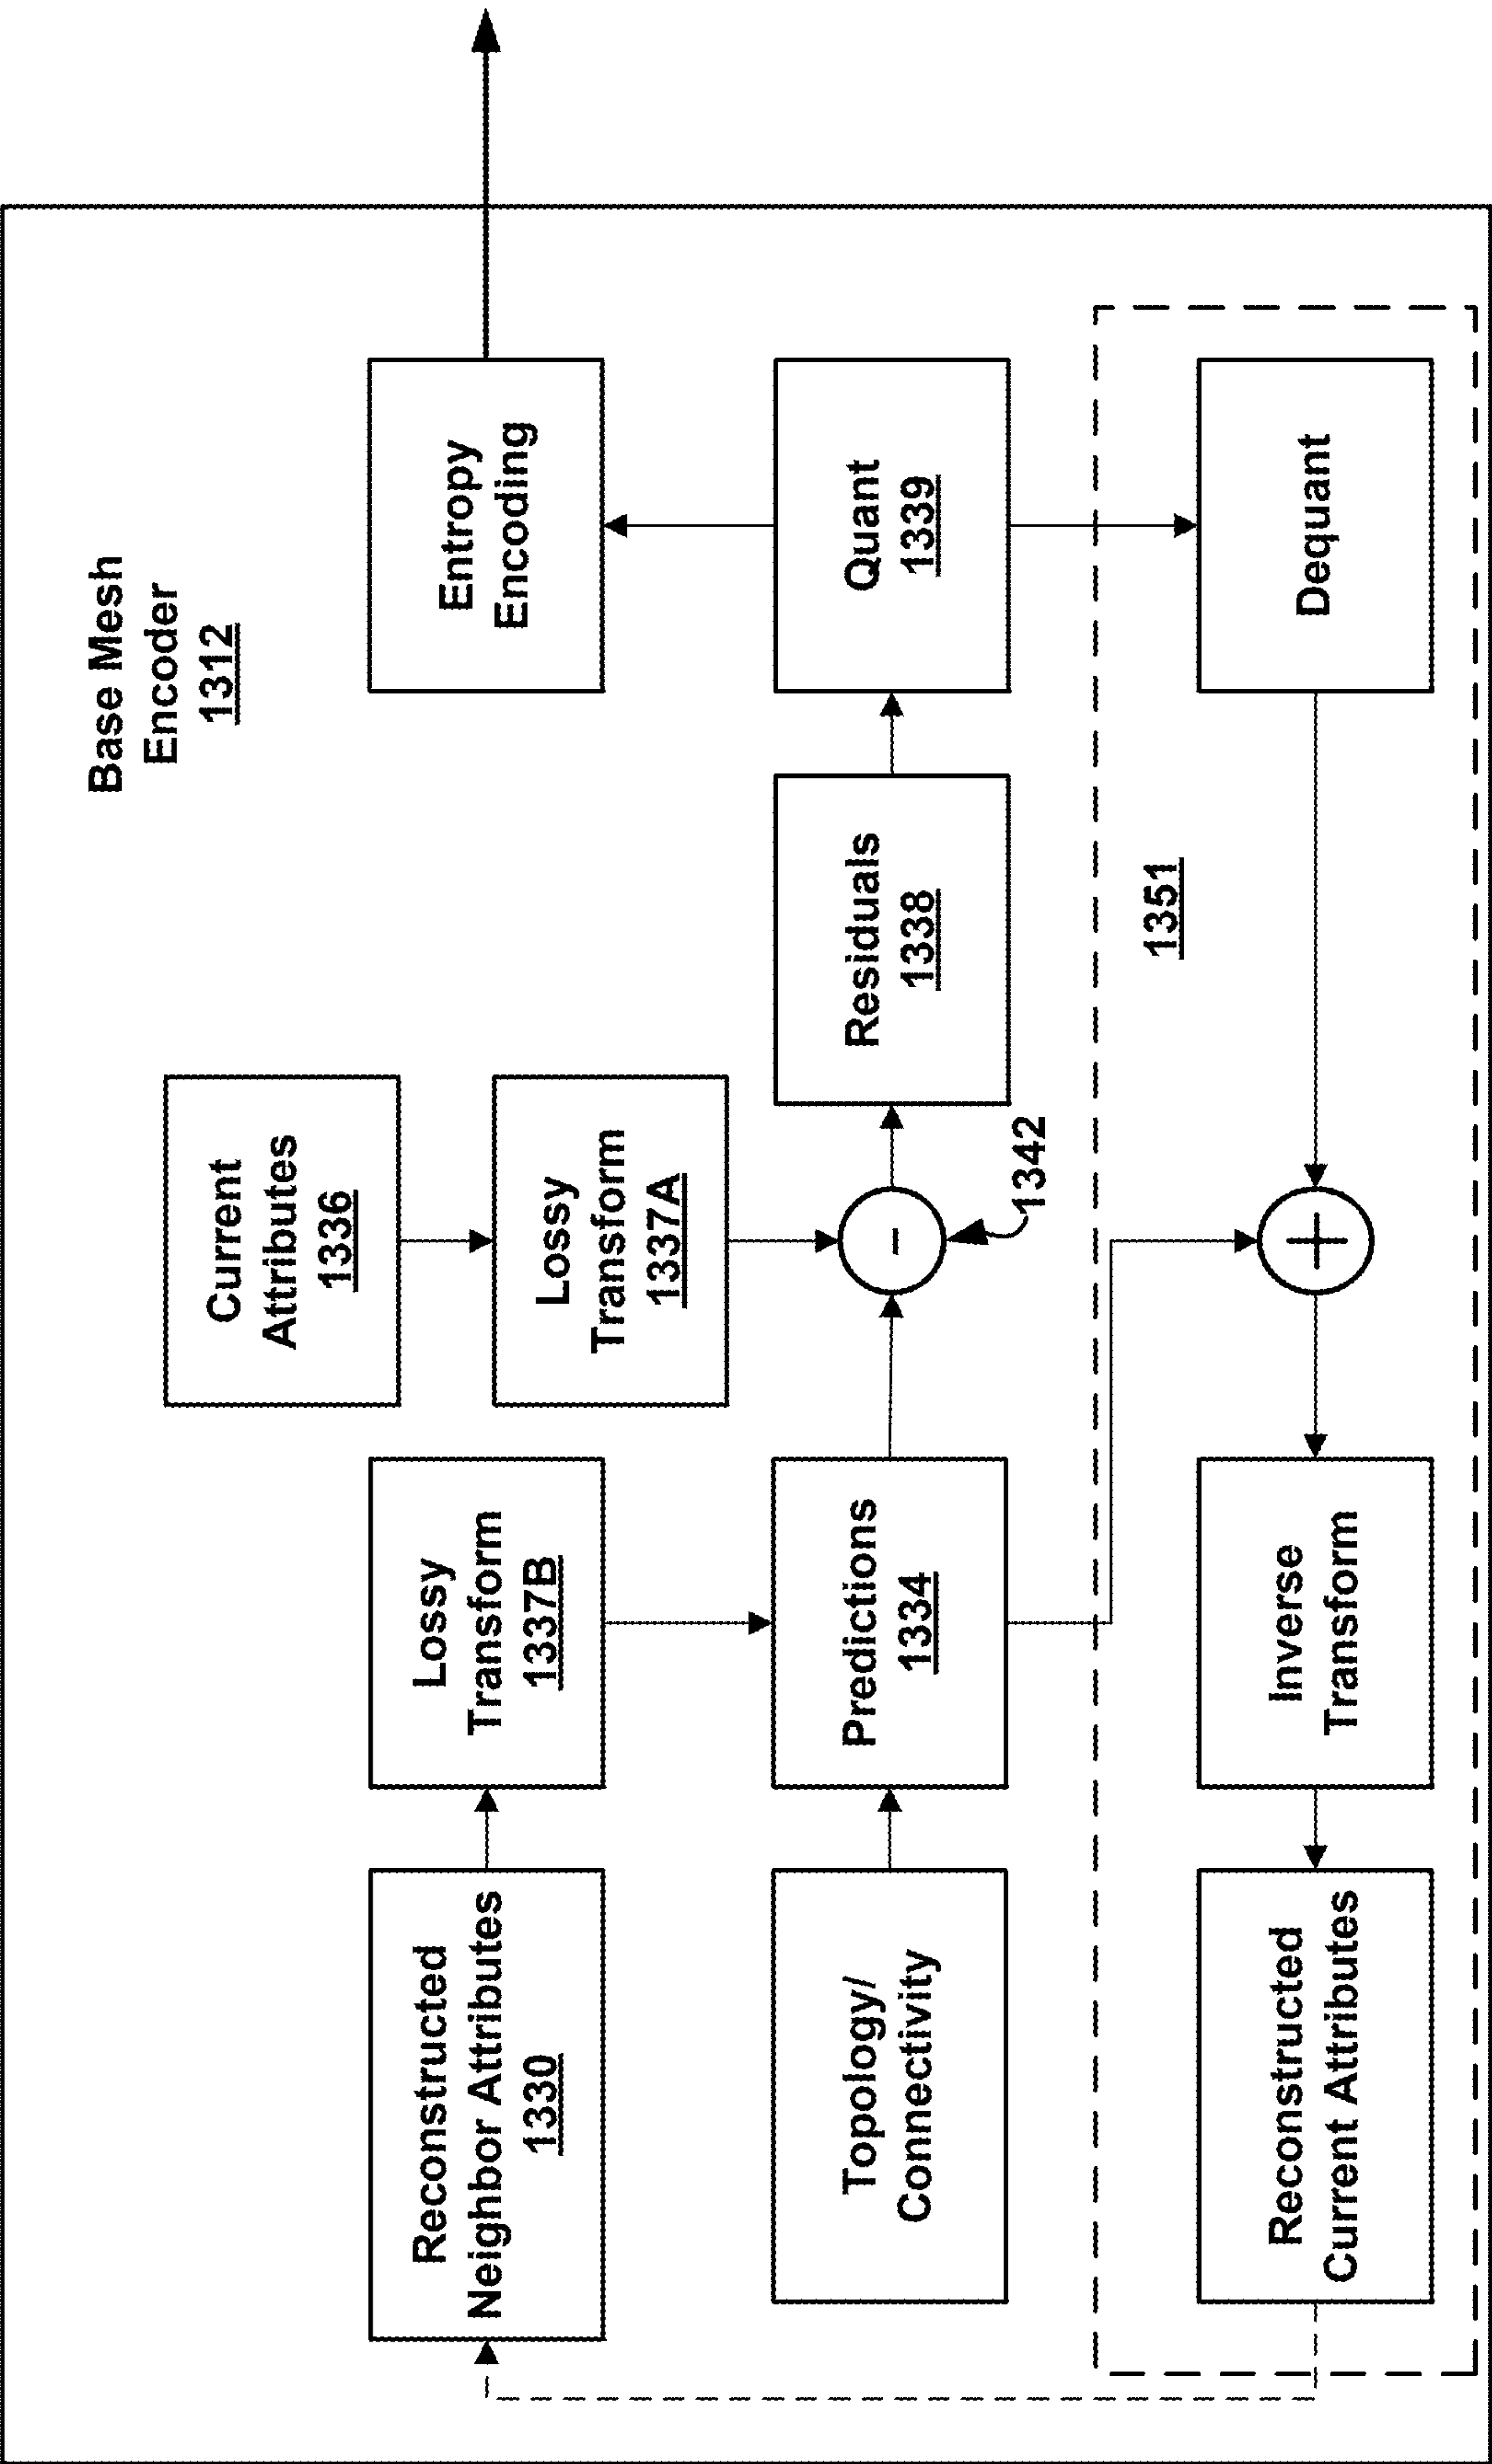 Base Mesh
Encoder
1312
Current
Attributes
1336
Reconstructed
Neighbor Attributes
1330
Lossy
Transform
1337B
Lossy
Transform
1337A
Entropy
Encoding
Topology/
Connectivity
Predictions
1334
-
1342
Residuals
1338
Quant
1339
1351
Reconstructed
Current Attributes
Inverse
Transform
+
Dequant